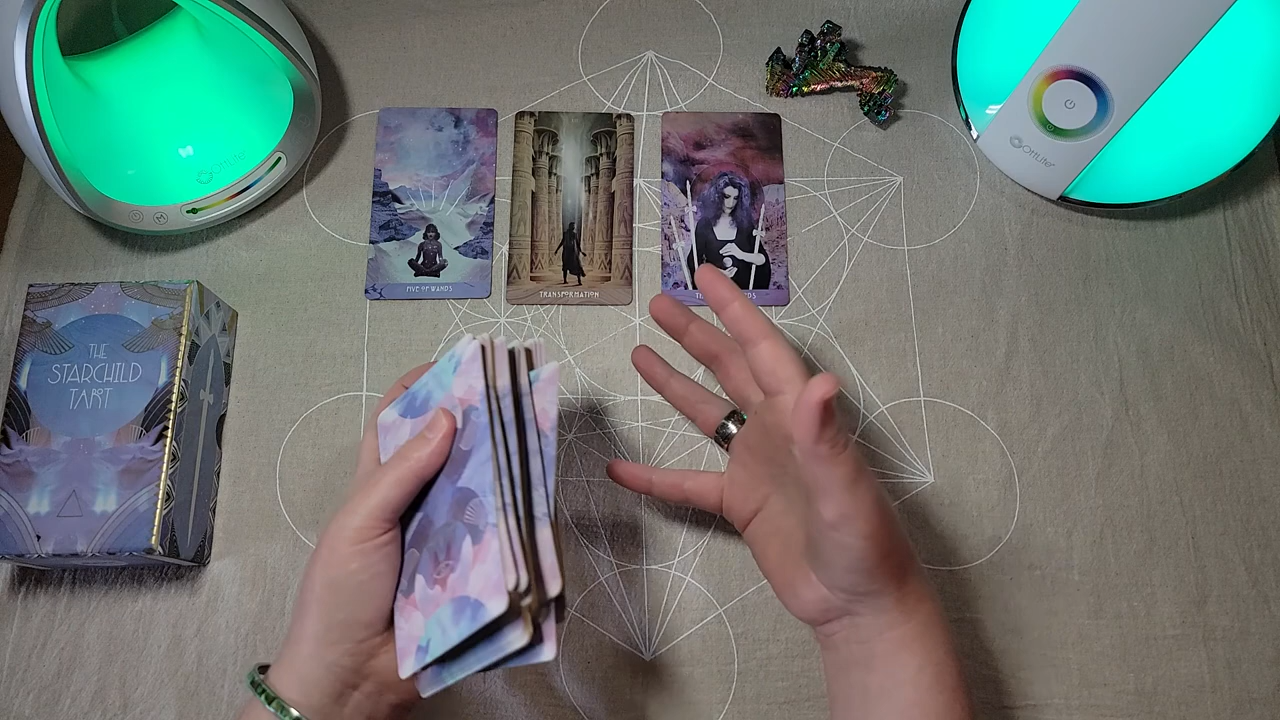 OttLite
OttLite
FIVE OF WANDS
TRANSFORMATION
THE
STARCHILD
TAROT